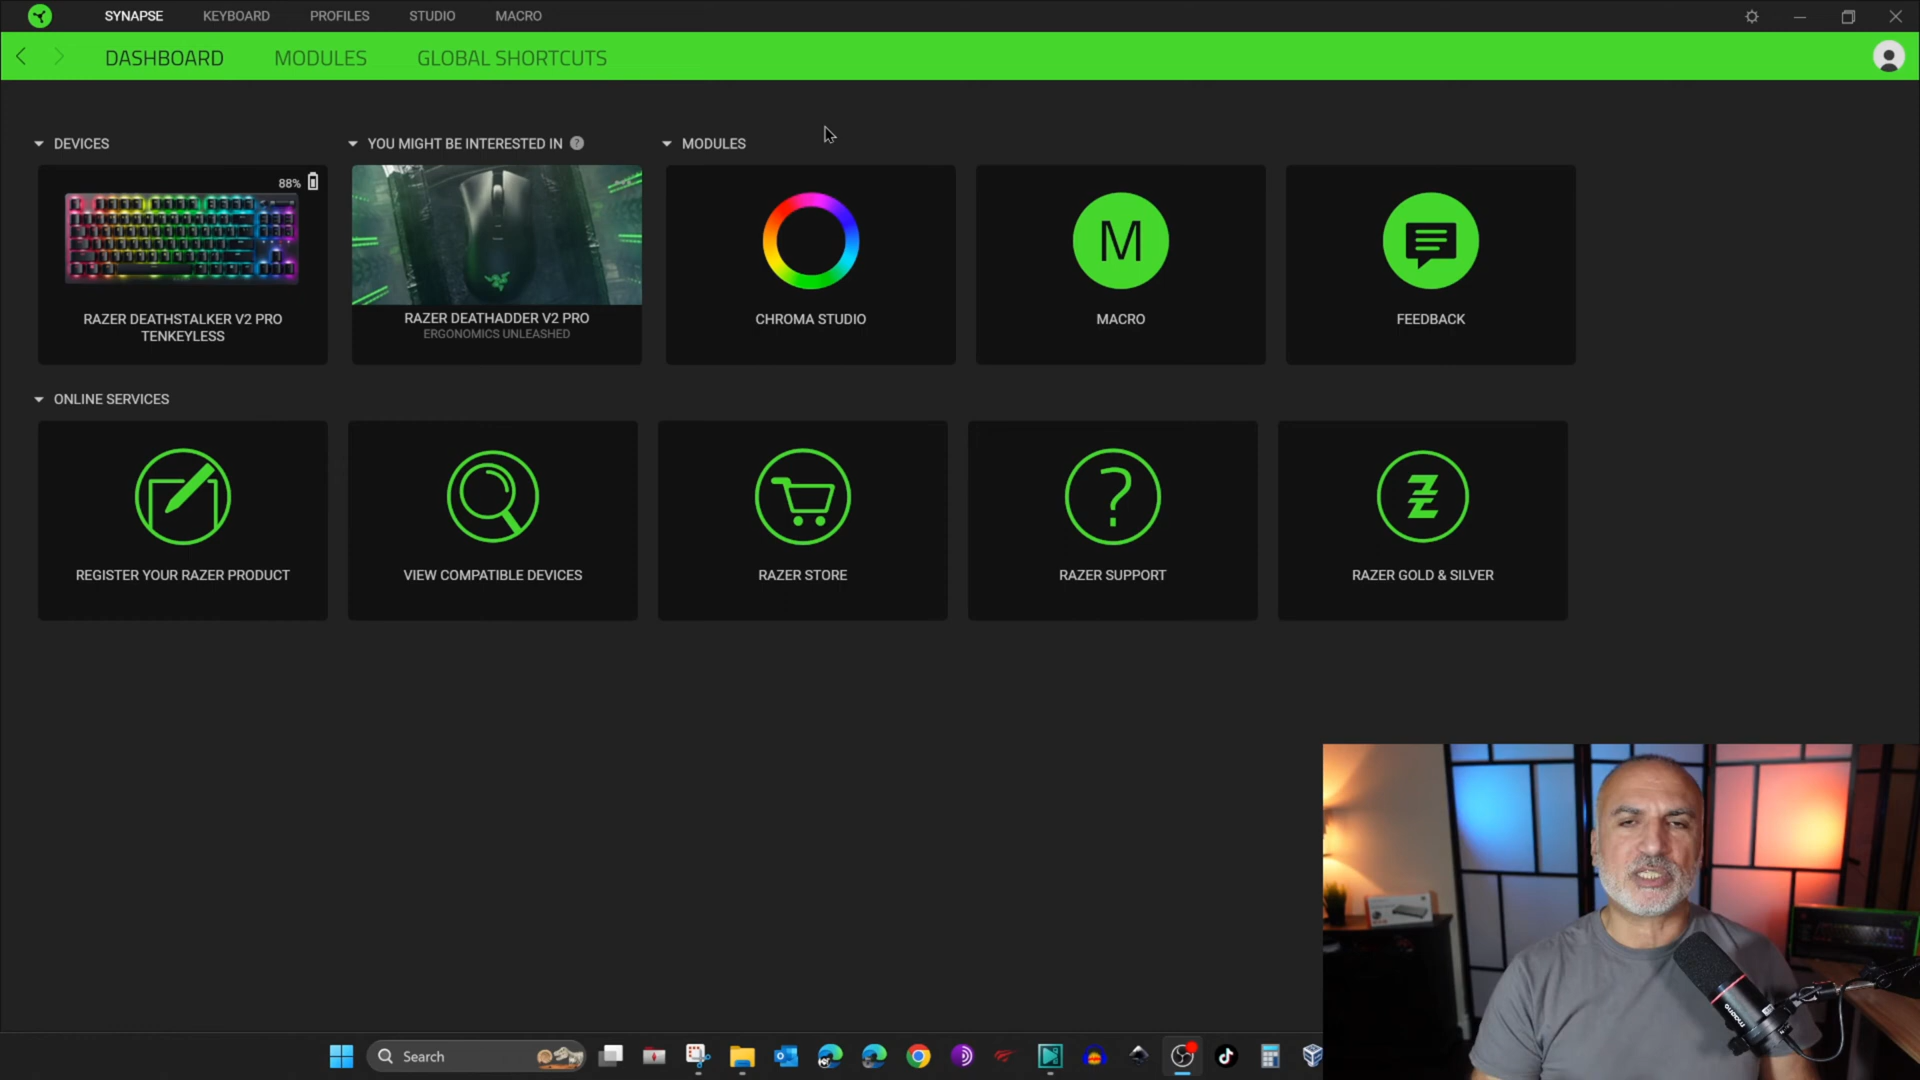 SYNAPSE KEYBOARD PROFILES STUDIO MACRO
DASHBOARD MODULES GLOBAL SHORTCUTS
DEVICES
YOU MIGHT BE INTERESTED IN ?
MODULES
88%
RAZER DEATHSTALKER V2 PRO
TENKEYLESS
RAZER DEATHADDER V2 PRO
ERGONOMICS UNLEASHED
CHROMA STUDIO
M
MACRO
FEEDBACK
ONLINE SERVICES
REGISTER YOUR RAZER PRODUCT
VIEW COMPATIBLE DEVICES
RAZER STORE
?
RAZER SUPPORT
RAZER GOLD & SILVER
Search
maono